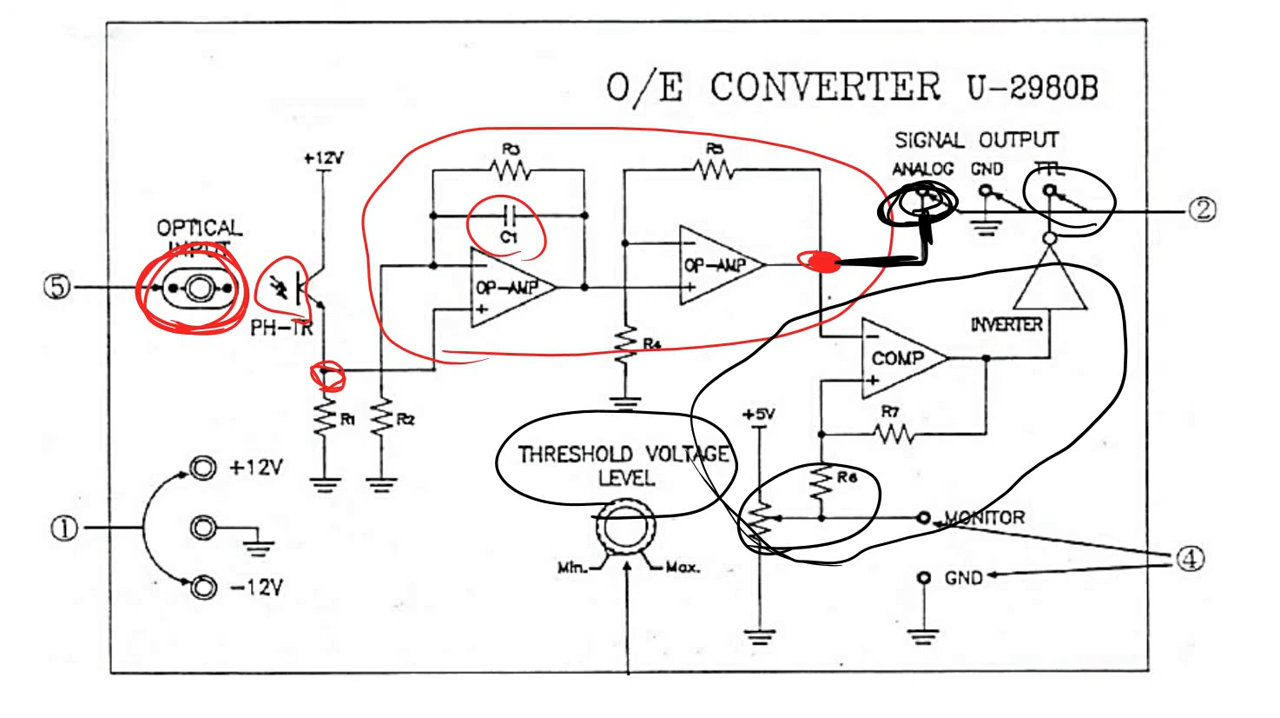 O/E CONVERTER U-2980B
SIGNAL OUTPUT
ANALOG GND TTL
+12V
R3
R5
OPTICAL
INPUT
C1
⑤
②
OP-AMP
OP-AMP
PH-TR
INVERTER
R4
COMP
R1
R2
+5V
R7
THRESHOLD VOLTAGE
LEVEL
+12V
R6
①
MONITOR
④
Min. Max.
GND
-12V